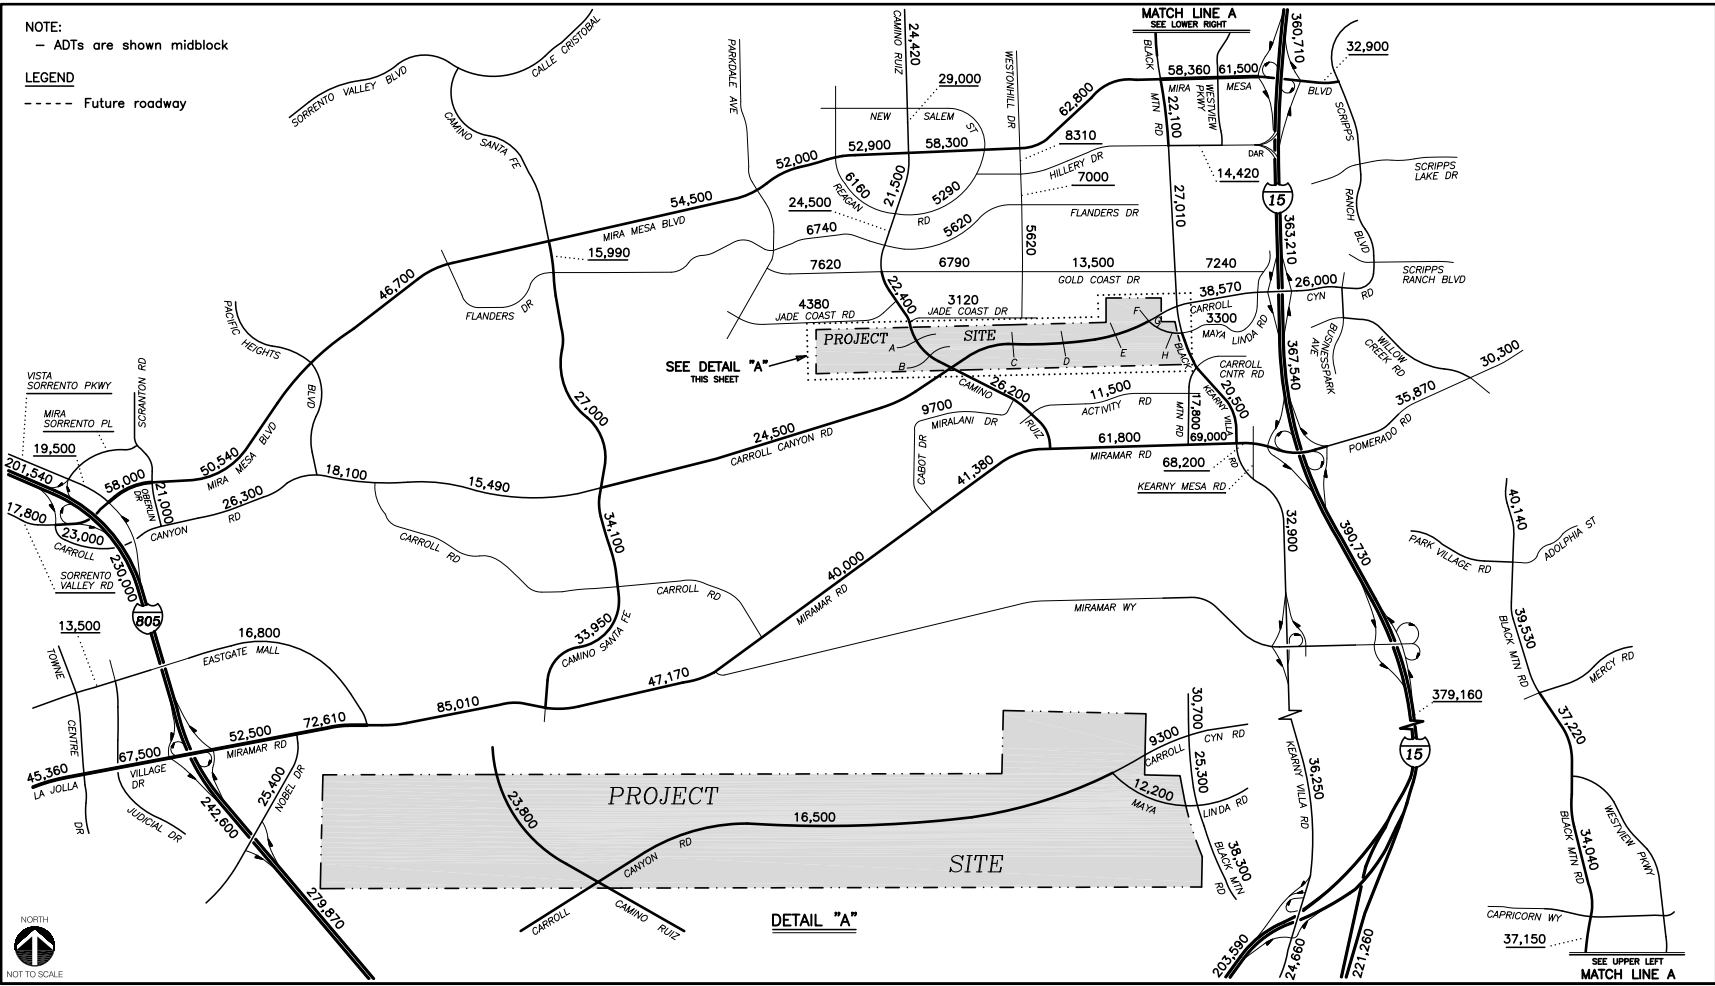 NOTE:
– ADTs are shown midblock
LEGEND
----- Future roadway
MATCH LINE A
SEE LOWER RIGHT
SORRENTO VALLEY BLVD
CALLE CRISTOBAL
CAMINO SANTA FE
PARKDALE AVE
CAMINO RUIZ
24,420
29,000
WESTONHILL DR
BLACK
MTN RD
58,360
61,500
MIRA
MESA
BLVD
WESTVIEW
PKWY
22,100
360,710
32,900
SCRIPPS
RANCH BLVD
62,800
NEW
SALEM
ST
52,000
52,900
58,300
8310
HILLERY DR
7000
DAR
14,420
15
SCRIPPS
LAKE DR
54,500
MIRA MESA BLVD
6160
REAGAN
RD
21,500
5290
24,500
27,010
FLANDERS DR
6740
5620
5620
15,990
363,210
46,700
7620
6790
13,500
7240
GOLD COAST DR
SCRIPPS
RANCH BLVD
FLANDERS DR
22,400
38,570
26,000
CARROLL
CYN
RD
4380
JADE COAST RD
3120
JADE COAST DR
3300
MAYA
LINDA RD
PACIFIC HEIGHTS
BLVD
PROJECT
SITE
A
B
C
D
E
F
G
H
BLACK
MTN RD
SEE DETAIL "A"
THIS SHEET
367,540
BUSINESSPARK
AVE
WILLOW
CREEK RD
30,300
35,870
POMERADO RD
CARROLL
CNTR RD
VISTA
SORRENTO PKWY
SCRANTON RD
MIRA
SORRENTO PL
27,000
CAMINO
26,200
RUIZ
9700
MIRALANI DR
11,500
ACTIVITY
RD
17,800
20,500
KEARNY VILLA
RD
19,500
24,500
CARROLL CANYON RD
CABOT DR
61,800
69,000
MIRAMAR RD
68,200
KEARNY MESA RD
201,540
58,000
50,540
MIRA
MESA
BLVD
OBERLIN
DR
21,000
18,100
15,490
41,380
17,800
23,000
CARROLL
CANYON
26,300
RD
34,100
32,900
40,140
CARROLL RD
390,730
PARK VILLAGE RD
ADOLPHIA ST
230,000
SORRENTO
VALLEY RD
40,000
CARROLL RD
MIRAMAR RD
MIRAMAR WY
805
13,500
16,800
EASTGATE MALL
33,950
CAMINO SANTA FE
39,530
BLACK MTN RD
MERCY RD
TOWNE
CENTRE
DR
47,170
85,010
379,160
72,610
52,500
MIRAMAR RD
30,700
37,220
9300
CARROLL
CYN RD
45,360
67,500
LA JOLLA
VILLAGE
DR
15
25,400
NOBEL DR
JUDICIAL DR
242,600
23,800
PROJECT
12,200
MAYA
LINDA RD
25,300
36,250
KEARNY VILLA RD
WESTVIEW PKWY
16,500
CANYON
RD
SITE
38,300
BLACK MTN
RD
34,040
BLACK MTN RD
279,870
CARROLL
CAMINO
RUIZ
DETAIL "A"
203,590
24,660
221,260
CAPRICORN WY
37,150
SEE UPPER LEFT
MATCH LINE A
NORTH
NOT TO SCALE